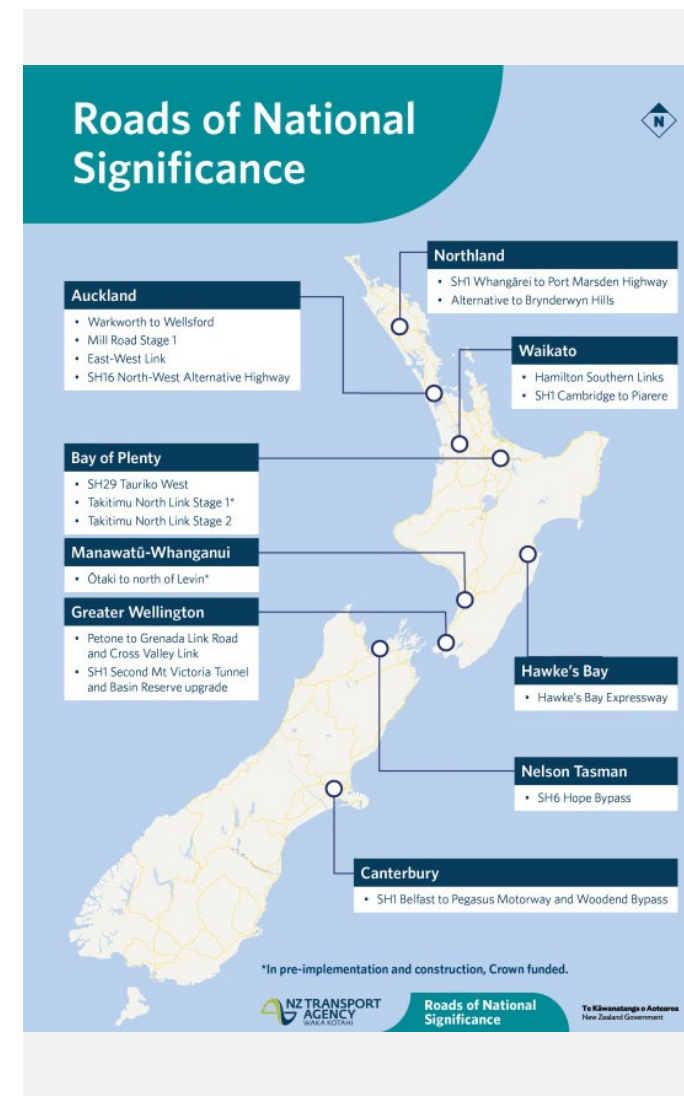 Roads of National
Significance
N
Northland
• SH1 Whangārei to Port Marsden Highway
• Alternative to Brynderwyn Hills
Auckland
• Warkworth to Wellsford
• Mill Road Stage 1
• East-West Link
• SH16 North-West Alternative Highway
Waikato
• Hamilton Southern Links
• SH1 Cambridge to Piarere
Bay of Plenty
• SH29 Tauriko West
• Takitimu North Link Stage 1*
• Takitimu North Link Stage 2
Manawatū-Whanganui
• Ōtaki to north of Levin*
Greater Wellington
• Petone to Grenada Link Road
and Cross Valley Link
• SH1 Second Mt Victoria Tunnel
and Basin Reserve upgrade
Hawke's Bay
• Hawke's Bay Expressway
Nelson Tasman
• SH6 Hope Bypass
Canterbury
• SH1 Belfast to Pegasus Motorway and Woodend Bypass
*In pre-implementation and construction, Crown funded.
NZ TRANSPORT
AGENCY
WAKA KOTAHI
Roads of National
Significance
Te Kāwanatanga o Aotearoa
New Zealand Government